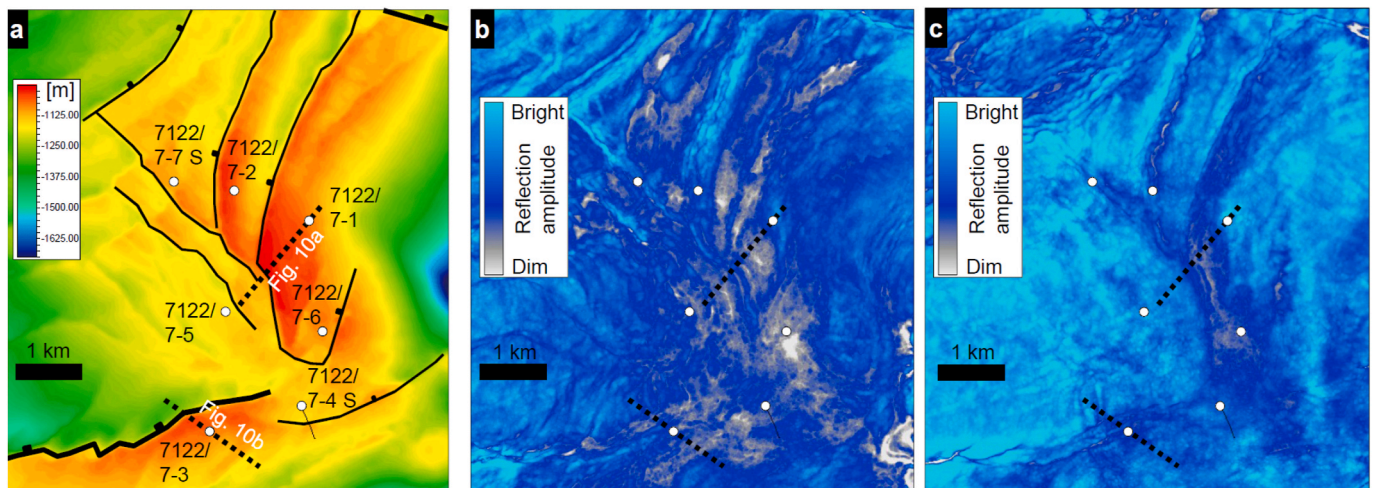 a
[m]
-1125.00
-1250.00
-1375.00
-1500.00
-1625.00
7122/
7-7 S
7122/
7-2
7122/
7-1
Fig. 10a
7122/
7-6
7122/
7-5
1 km
7122/
7-4 S
Fig. 10b
7122/
7-3
b
Bright
Reflection
amplitude
Dim
1 km
c
Bright
Reflection
amplitude
Dim
1 km